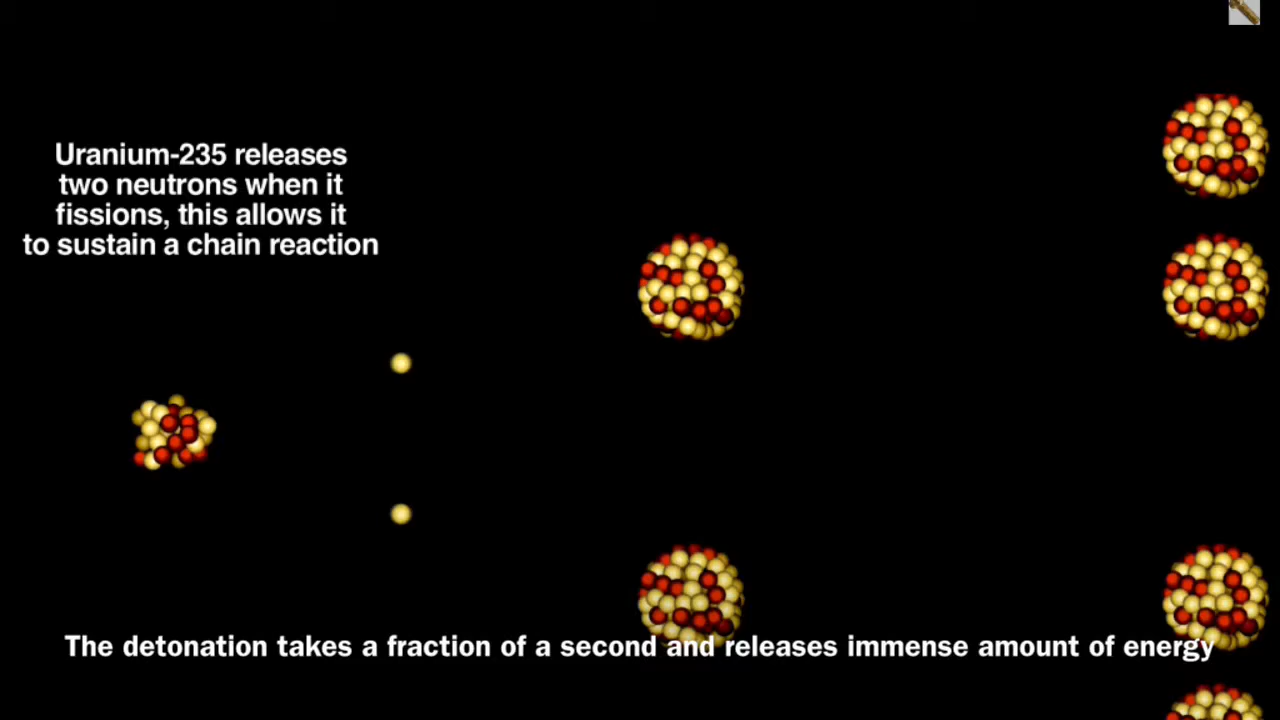 Uranium-235 releases
two neutrons when it
fissions, this allows it
to sustain a chain reaction
The detonation takes a fraction of a second and releases immense amount of energy